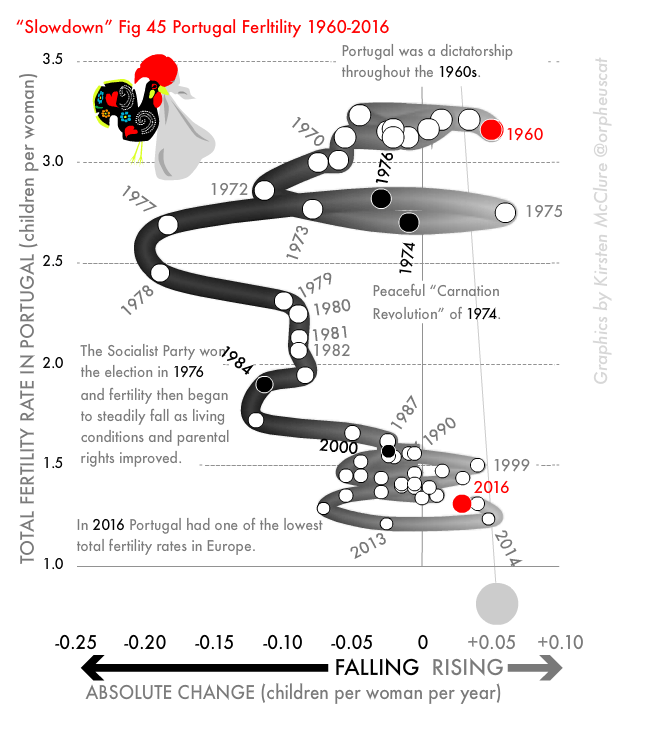 “Slowdown” Fig 45 Portugal Ferltility 1960-2016
Portugal was a dictatorship
throughout the 1960s.
3.5
3.0
2.5
2.0
1.5
1.0
TOTAL FERTILITY RATE IN PORTUGAL (children per woman)
Graphics by Kirsten McClure @orpheuscat
1960
1970
1976
1972
1977
1975
1973
1974
1978
1979
1980
1981
1982
Peaceful “Carnation
Revolution” of 1974.
The Socialist Party won
the election in 1976
and fertility then began
to steadily fall as living
conditions and parental
rights improved.
1984
1987
1990
2000
1999
2016
In 2016 Portugal had one of the lowest
total fertility rates in Europe.
2013
2014
-0.25 -0.20 -0.15 -0.10 -0.05 0 +0.05 +0.10
FALLING RISING
ABSOLUTE CHANGE (children per woman per year)